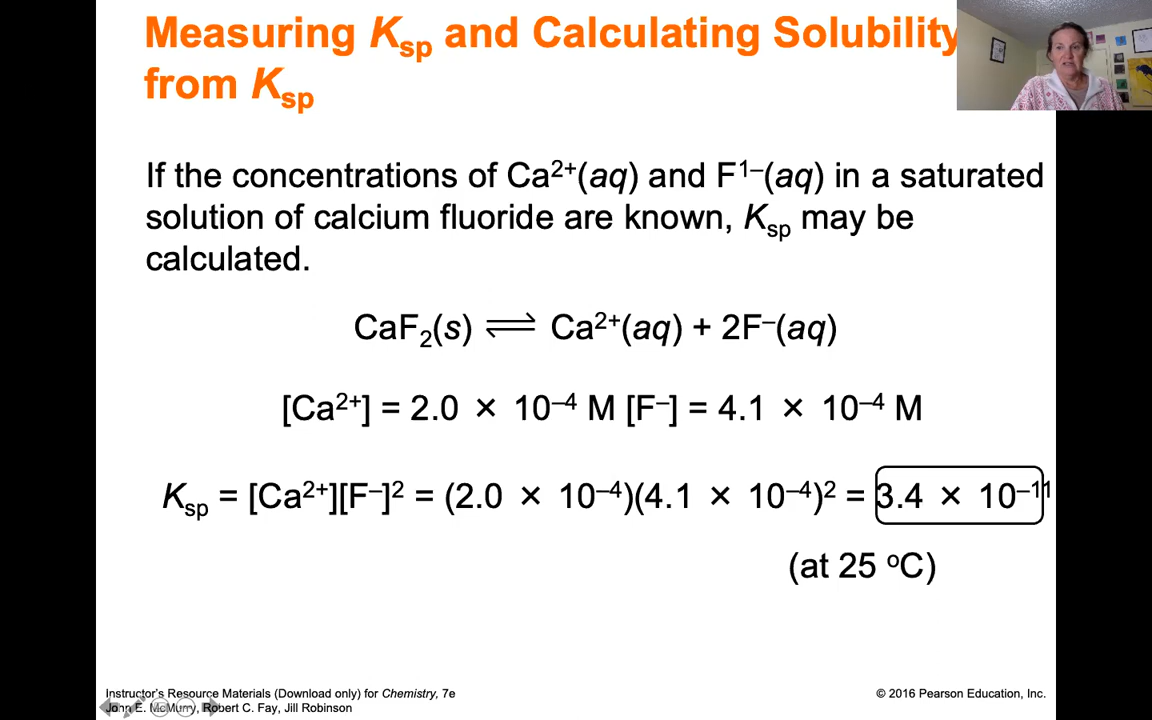 Measuring Ksp and Calculating Solubility
from Ksp
If the concentrations of Ca²⁺(aq) and F¹⁻(aq) in a saturated
solution of calcium fluoride are known, Ksp may be
calculated.
CaF₂(s) ⇌ Ca²⁺(aq) + 2F⁻(aq)
[Ca²⁺] = 2.0 × 10⁻⁴ M [F⁻] = 4.1 × 10⁻⁴ M
Ksp = [Ca²⁺][F⁻]² = (2.0 × 10⁻⁴)(4.1 × 10⁻⁴)² = 3.4 × 10⁻¹¹
(at 25 ºC)
Instructor's Resource Materials (Download only) for Chemistry, 7e
John E. McMurry, Robert C. Fay, Jill Robinson
© 2016 Pearson Education, Inc.